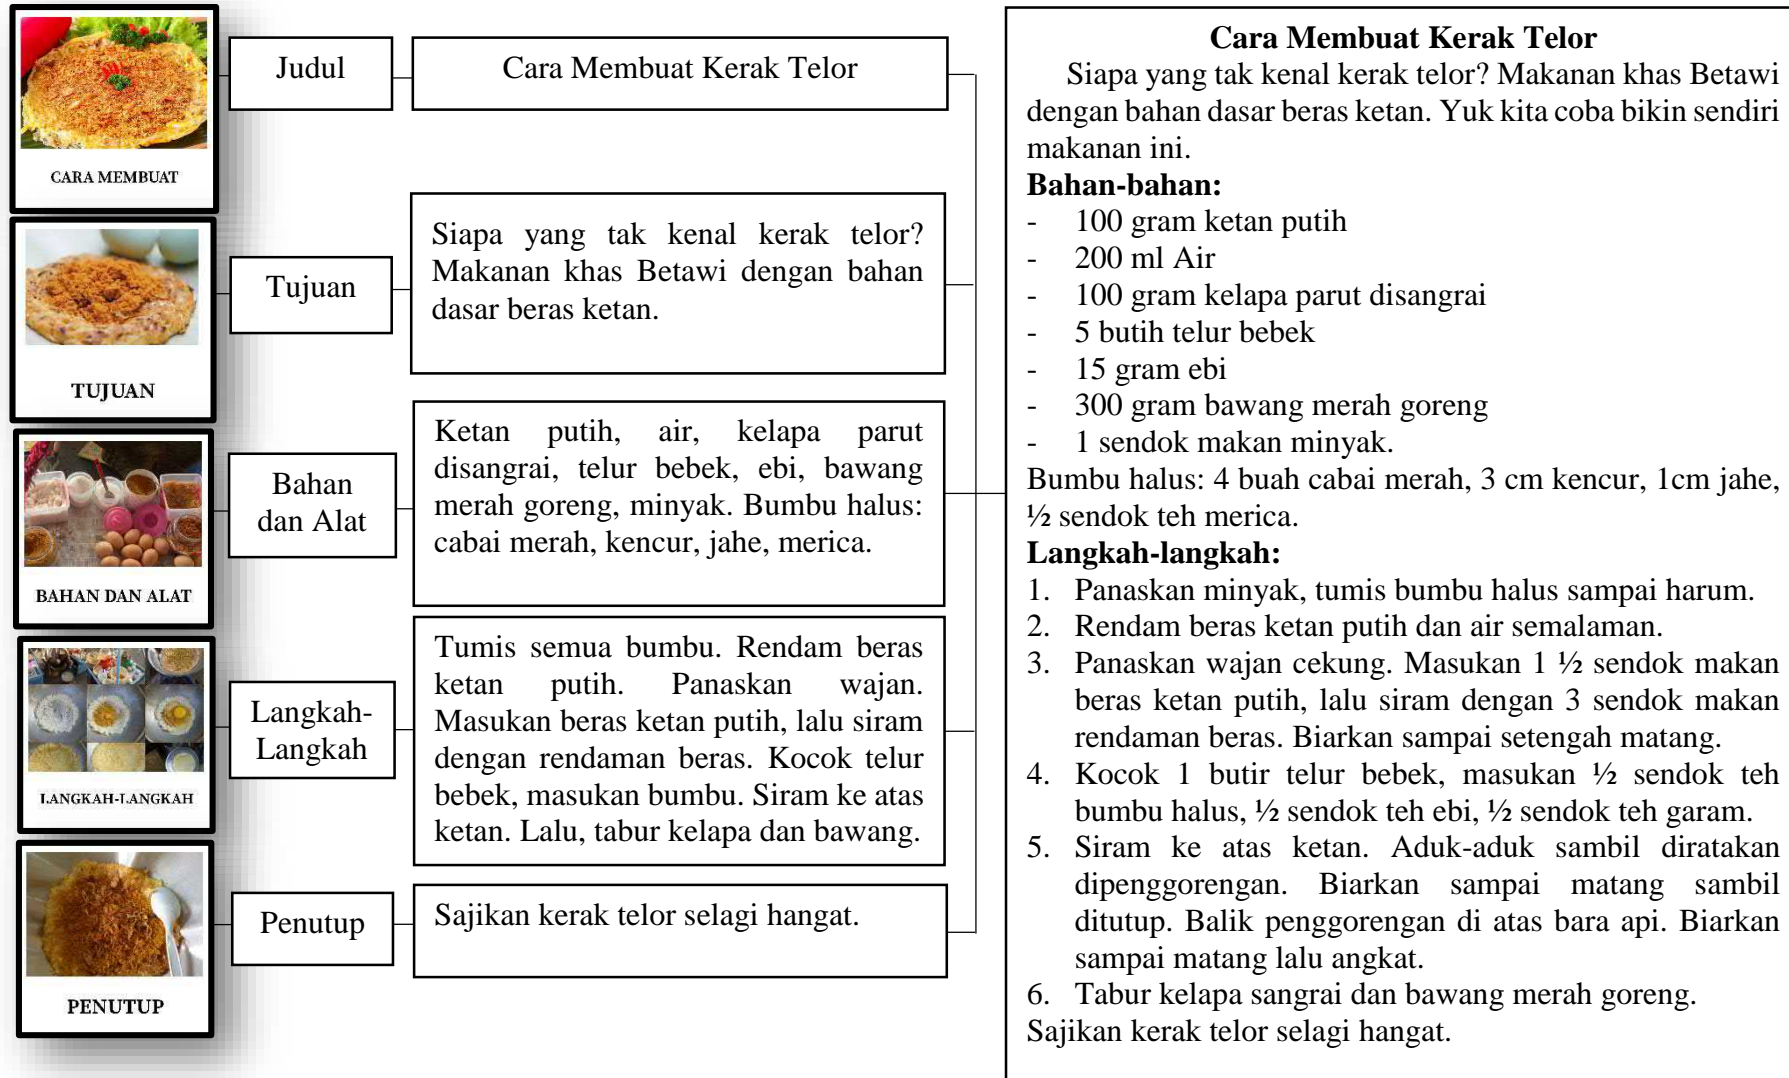 CARA MEMBUAT
Judul
Cara Membuat Kerak Telor
TUJUAN
Tujuan
Siapa yang tak kenal kerak telor?
Makanan khas Betawi dengan bahan
dasar beras ketan.
BAHAN DAN ALAT
Bahan
dan Alat
Ketan putih, air, kelapa parut
disangrai, telur bebek, ebi, bawang
merah goreng, minyak. Bumbu halus:
cabai merah, kencur, jahe, merica.
LANGKAH-LANGKAH
Langkah-
Langkah
Tumis semua bumbu. Rendam beras
ketan putih. Panaskan wajan.
Masukan beras ketan putih, lalu siram
dengan rendaman beras. Kocok telur
bebek, masukan bumbu. Siram ke atas
ketan. Lalu, tabur kelapa dan bawang.
PENUTUP
Penutup
Sajikan kerak telor selagi hangat.
Cara Membuat Kerak Telor
Siapa yang tak kenal kerak telor? Makanan khas Betawi
dengan bahan dasar beras ketan. Yuk kita coba bikin sendiri
makanan ini.
Bahan-bahan:
- 100 gram ketan putih
- 200 ml Air
- 100 gram kelapa parut disangrai
- 5 butih telur bebek
- 15 gram ebi
- 300 gram bawang merah goreng
- 1 sendok makan minyak.
Bumbu halus: 4 buah cabai merah, 3 cm kencur, 1cm jahe,
½ sendok teh merica.
Langkah-langkah:
1. Panaskan minyak, tumis bumbu halus sampai harum.
2. Rendam beras ketan putih dan air semalaman.
3. Panaskan wajan cekung. Masukan 1 ½ sendok makan
beras ketan putih, lalu siram dengan 3 sendok makan
rendaman beras. Biarkan sampai setengah matang.
4. Kocok 1 butir telur bebek, masukan ½ sendok teh
bumbu halus, ½ sendok teh ebi, ½ sendok teh garam.
5. Siram ke atas ketan. Aduk-aduk sambil diratakan
dipenggorengan. Biarkan sampai matang sambil
ditutup. Balik penggorengan di atas bara api. Biarkan
sampai matang lalu angkat.
6. Tabur kelapa sangrai dan bawang merah goreng.
Sajikan kerak telor selagi hangat.